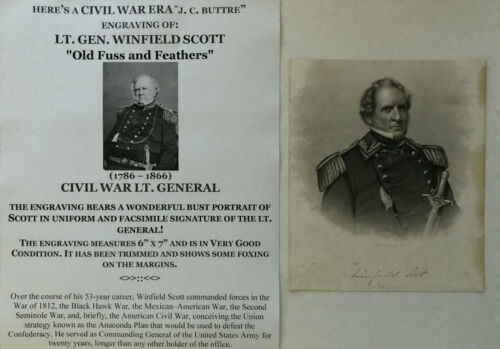 HERE'S A CIVIL WAR ERA "J. C. BUTTRE"
ENGRAVING OF:
LT. GEN. WINFIELD SCOTT
"Old Fuss and Feathers"
(1786 – 1866)
CIVIL WAR LT. GENERAL
THE ENGRAVING BEARS A WONDERFUL BUST PORTRAIT OF
SCOTT IN UNIFORM AND FACSIMILE SIGNATURE OF THE LT.
GENERAL!
THE ENGRAVING MEASURES 6" X 7" AND IS IN VERY GOOD
CONDITION. IT HAS BEEN TRIMMED AND SHOWS SOME FOXING
ON THE MARGINS.
<>::<>
Over the course of his 53-year career, Winfield Scott commanded forces in the
War of 1812, the Black Hawk War, the Mexican–American War, the Second
Seminole War, and, briefly, the American Civil War, conceiving the Union
strategy known as the Anaconda Plan that would be used to defeat the
Confederacy. He served as Commanding General of the United States Army for
twenty years, longer than any other holder of the office.
Winfield Scott